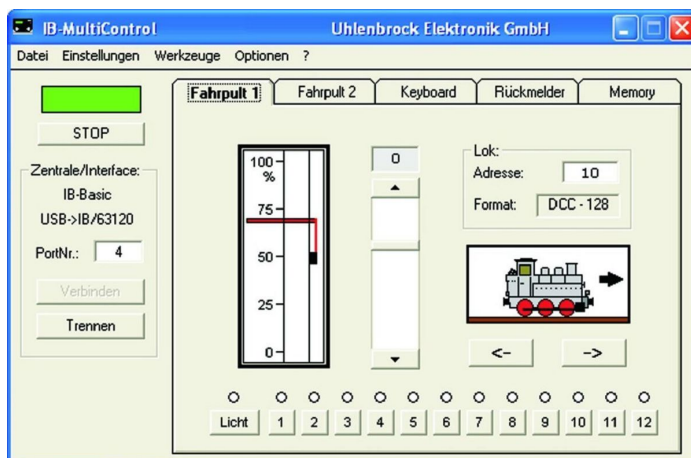 IB-MultiControl Uhlenbrock Elektronik GmbH
Datei Einstellungen Werkzeuge Optionen ?
STOP
Zentrale/Interface:
IB-Basic
USB->IB/63120
PortNr.: 4
Verbinden
Trennen
Fahrpult 1 Fahrpult 2 Keyboard Rückmelder Memory
100
%
75
50
25
0
0
Lok:
Adresse: 10
Format: DCC - 128
<- ->
Licht 1 2 3 4 5 6 7 8 9 10 11 12